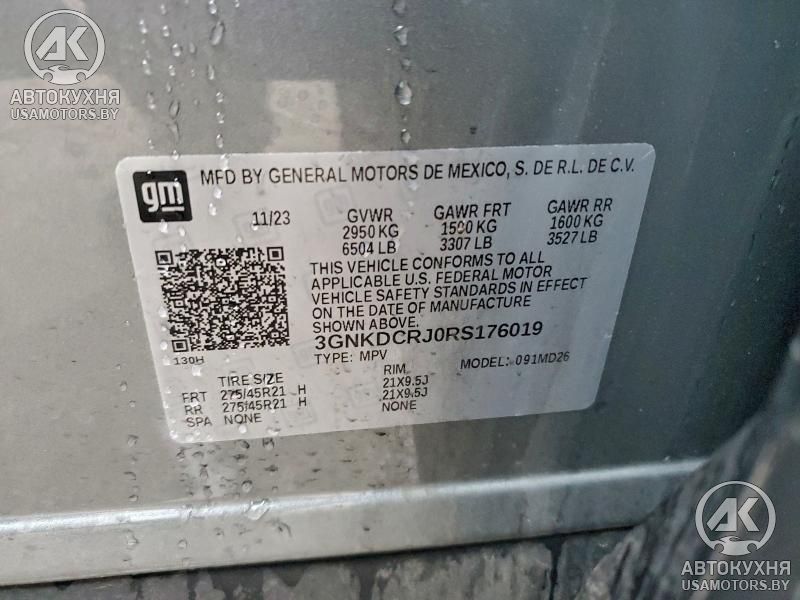 AK
АВТОКУХНЯ
USAMOTORS.BY
gm
MFD BY GENERAL MOTORS DE MEXICO, S. DE R.L. DE C.V.
11/23 GVWR GAWR FRT GAWR RR
2950 KG 1500 KG 1600 KG
6504 LB 3307 LB 3527 LB
THIS VEHICLE CONFORMS TO ALL
APPLICABLE U.S. FEDERAL MOTOR
VEHICLE SAFETY STANDARDS IN EFFECT
ON THE DATE OF MANUFACTURE
SHOWN ABOVE.
3GNKDCRJ0RS176019
130H TYPE: MPV MODEL: 091MD26
TIRE SIZE RIM
FRT 275/45R21 H 21X9.5J
RR 275/45R21 H 21X9.5J
SPA NONE NONE
AK
АВТОКУХНЯ
USAMOTORS.BY